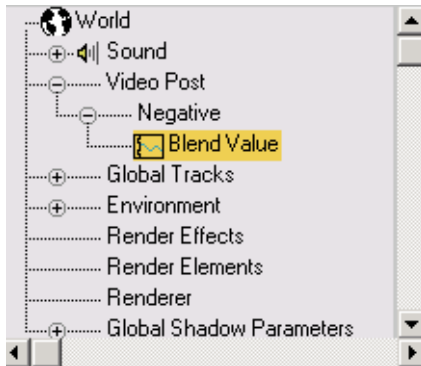 World
Sound
Video Post
Negative
Blend Value
Global Tracks
Environment
Render Effects
Render Elements
Renderer
Global Shadow Parameters